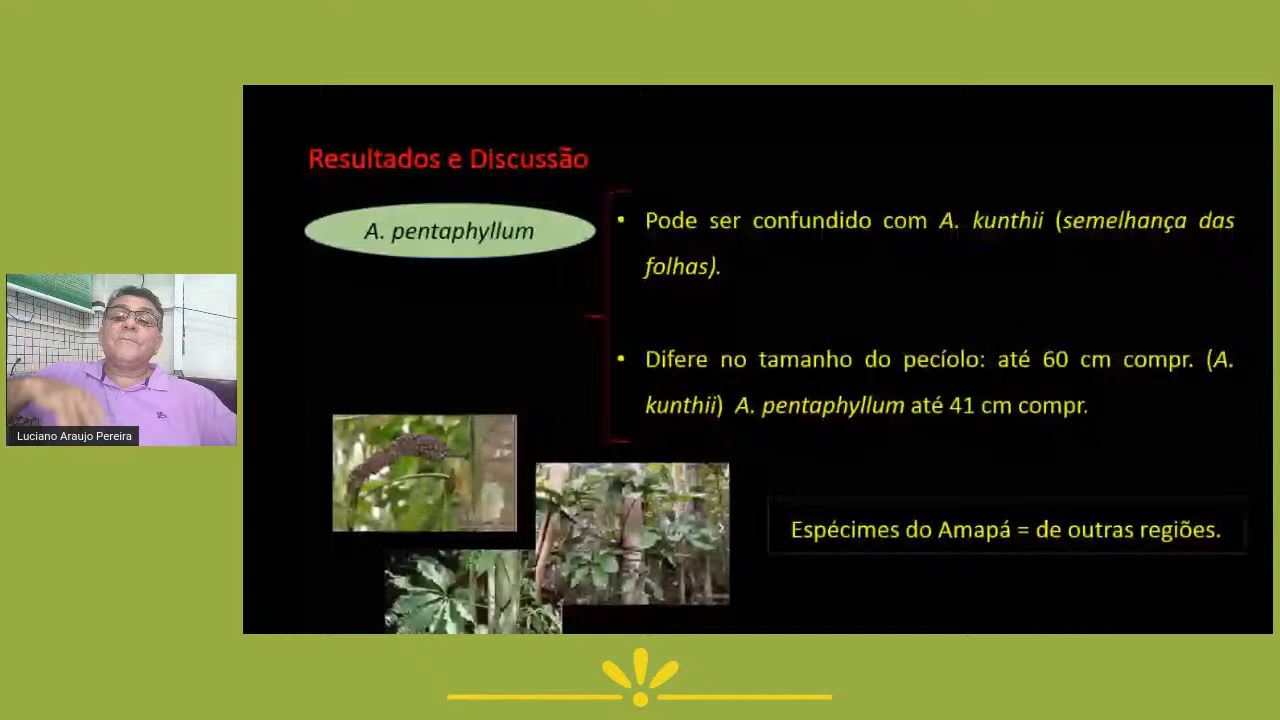 Resultados e Discussão
A. pentaphyllum
• Pode ser confundido com A. kunthii (semelhança das
folhas).
• Difere no tamanho do pecíolo: até 60 cm compr. (A.
kunthii) A. pentaphyllum até 41 cm compr.
Espécimes do Amapá = de outras regiões.
Luciano Araujo Pereira